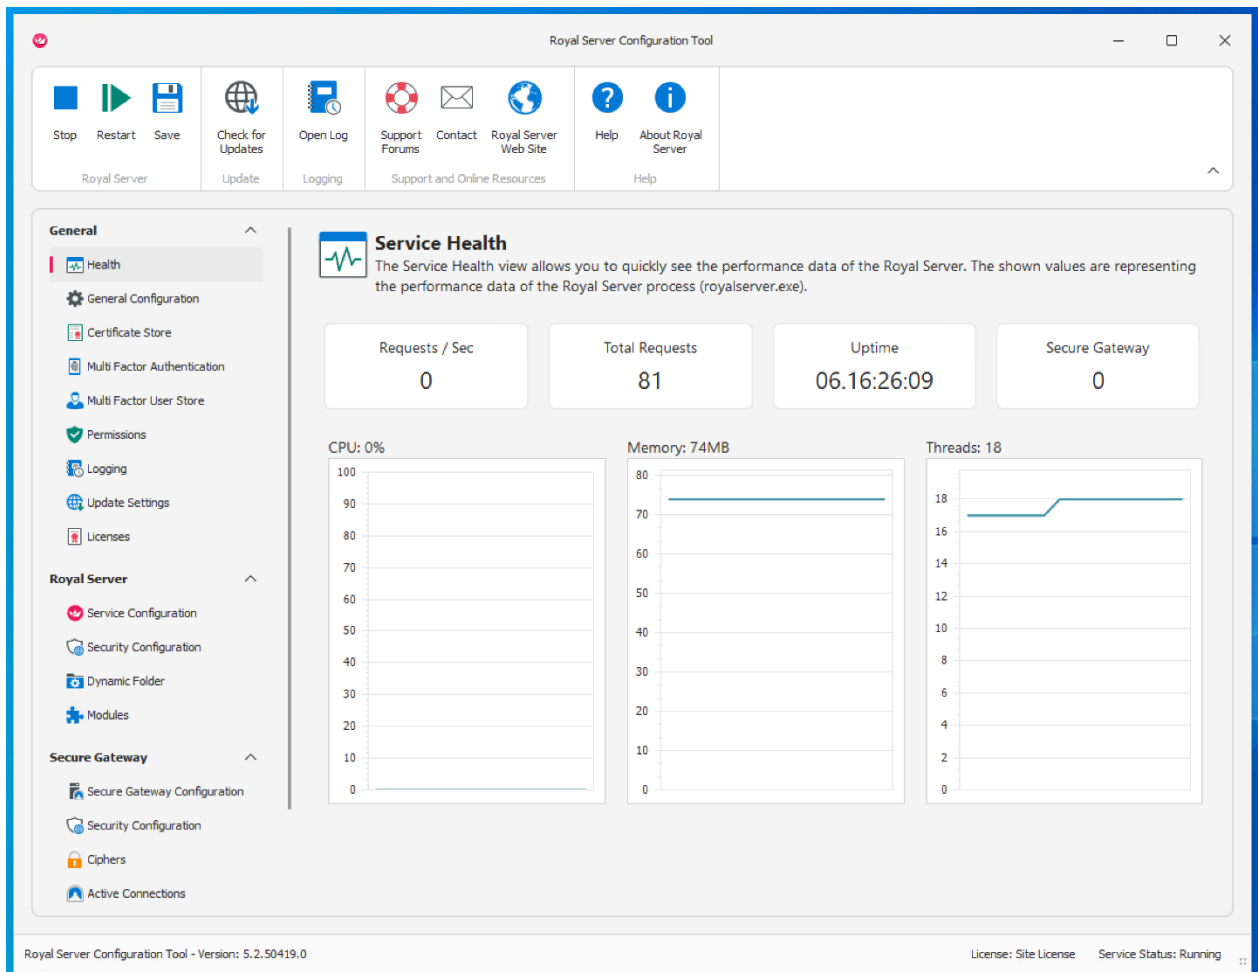 Royal Server Configuration Tool
Stop
Restart
Save
Check for
Updates
Open Log
Support
Forums
Contact
Royal Server
Web Site
Help
About Royal
Server
Royal Server
Update
Logging
Support and Online Resources
Help
General
Health
General Configuration
Certificate Store
Multi Factor Authentication
Multi Factor User Store
Permissions
Logging
Update Settings
Licenses
Royal Server
Service Configuration
Security Configuration
Dynamic Folder
Modules
Secure Gateway
Secure Gateway Configuration
Security Configuration
Ciphers
Active Connections
Service Health
The Service Health view allows you to quickly see the performance data of the Royal Server. The shown values are representing
the performance data of the Royal Server process (royalserver.exe).
Requests / Sec
0
Total Requests
81
Uptime
06.16:26:09
Secure Gateway
0
CPU: 0%
100
90
80
70
60
50
40
30
20
10
0
Memory: 74MB
80
70
60
50
40
30
20
10
0
Threads: 18
18
16
14
12
10
8
6
4
2
0
Royal Server Configuration Tool - Version: 5.2.50419.0
License: Site License
Service Status: Running